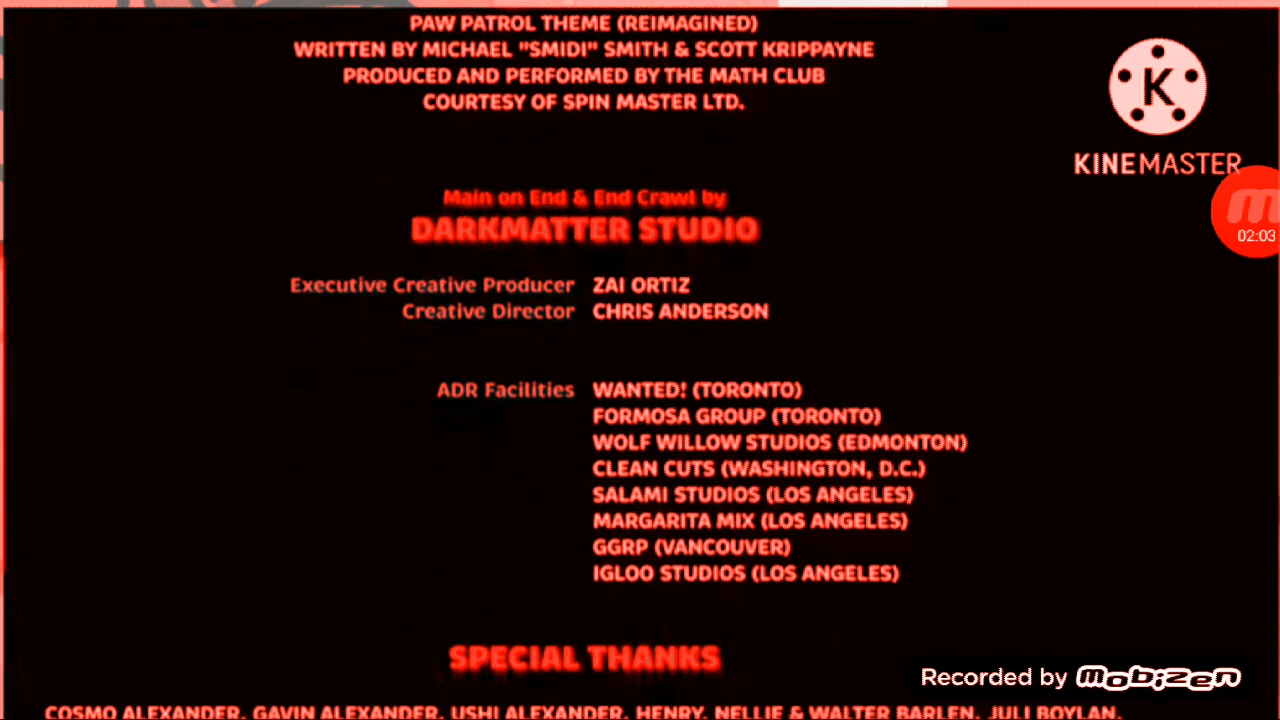 PAW PATROL THEME (REIMAGINED)
WRITTEN BY MICHAEL "SMIDI" SMITH & SCOTT KRIPPAYNE
PRODUCED AND PERFORMED BY THE MATH CLUB
COURTESY OF SPIN MASTER LTD.
K
KINEMASTER
m
02:03
Main on End & End Crawl by
DARKMATTER STUDIO
Executive Creative Producer ZAI ORTIZ
Creative Director CHRIS ANDERSON
ADR Facilities WANTED! (TORONTO)
FORMOSA GROUP (TORONTO)
WOLF WILLOW STUDIOS (EDMONTON)
CLEAN CUTS (WASHINGTON, D.C.)
SALAMI STUDIOS (LOS ANGELES)
MARGARITA MIX (LOS ANGELES)
GGRP (VANCOUVER)
IGLOO STUDIOS (LOS ANGELES)
SPECIAL THANKS
Recorded by mobizen
COSMO ALEXANDER, GAVIN ALEXANDER, USHI ALEXANDER, HENRY, NELLIE & WALTER BARLEN, JULI BOYLAN,